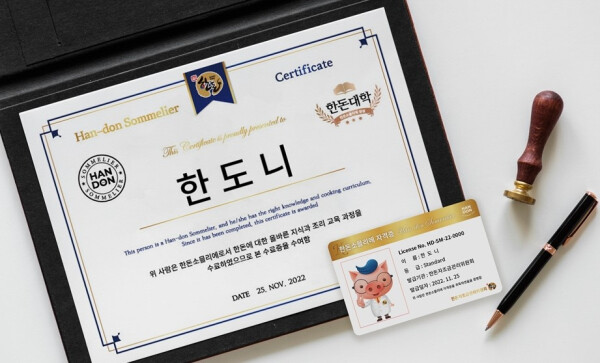 Han-don Sommelier
Certificate
한돈대학
This Certificate is proudly presented to
SOMMELIER
HAN
DON
SOMMELIER
한도니
This person is a Han-don Sommelier, and he/she has the right knowledge and cooking curriculum.
Since it has been completed, this certificate is awarded
위 사람은 한돈소믈리에로서 한돈에 대한 올바른 지식과 조리 교육 과정을
수료하였으므로 본 수료증을 수여함
DATE 25, NOV, 2022
한돈소믈리에 자격증
License No. HD-SM-22-0000
이름 : 한 도 니
등급 : Standard
발급기관 : 한돈자조금관리위원회
발급일자 : 2022. 11. 25